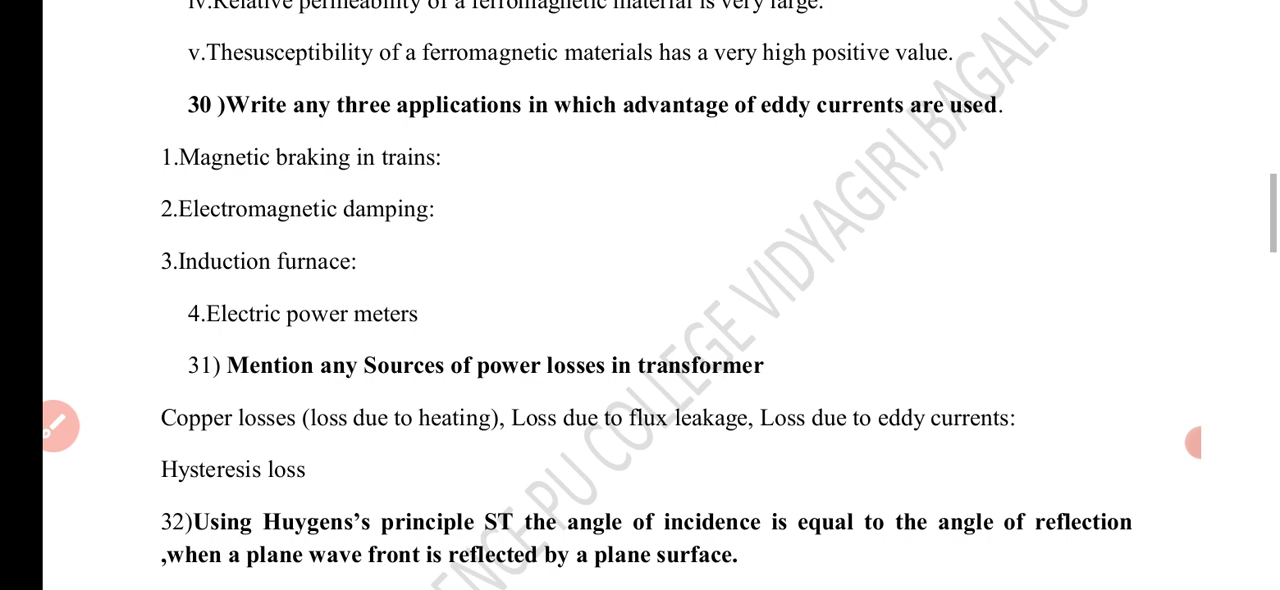 iv.Relative permeability of a ferromagnetic material is very large.
v.Thesusceptibility of a ferromagnetic materials has a very high positive value.
30 )Write any three applications in which advantage of eddy currents are used.
1.Magnetic braking in trains:
2.Electromagnetic damping:
3.Induction furnace:
4.Electric power meters
31) Mention any Sources of power losses in transformer
Copper losses (loss due to heating), Loss due to flux leakage, Loss due to eddy currents:
Hysteresis loss
32)Using Huygens’s principle ST the angle of incidence is equal to the angle of reflection
,when a plane wave front is reflected by a plane surface.
PU COLLEGE VIDYAGIRI,